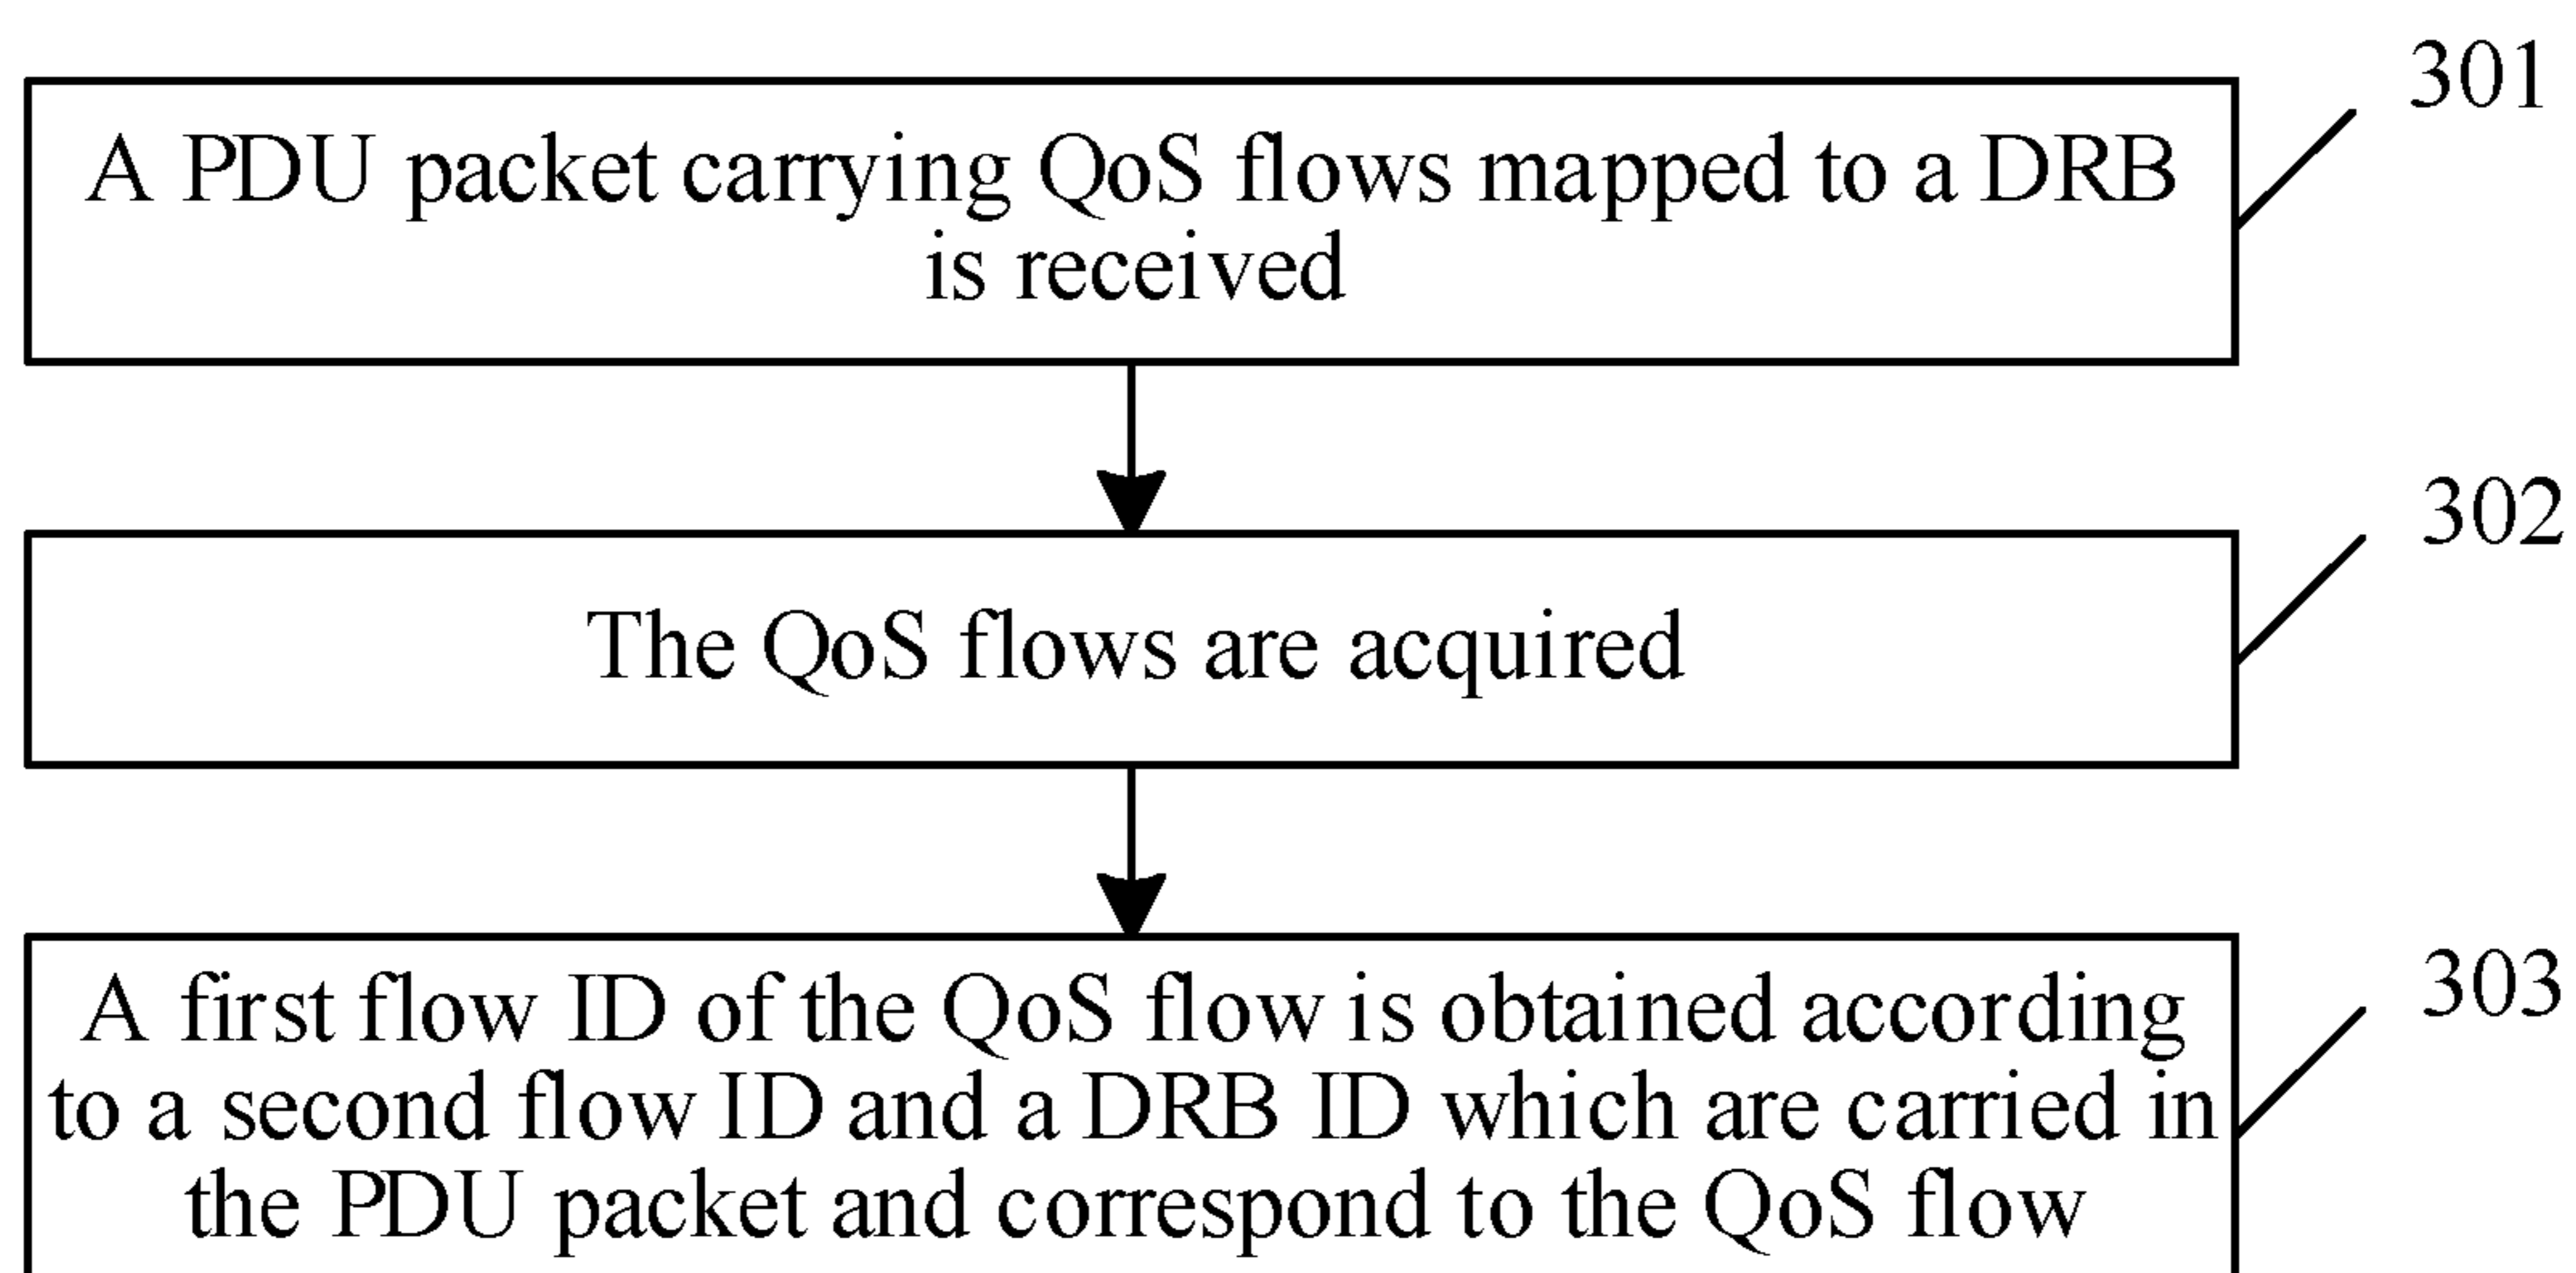 301
A PDU packet carrying QoS flows mapped to a DRB
is received
302
The QoS flows are acquired
303
A first flow ID of the QoS flow is obtained according
to a second flow ID and a DRB ID which are carried in
the PDU packet and correspond to the QoS flow